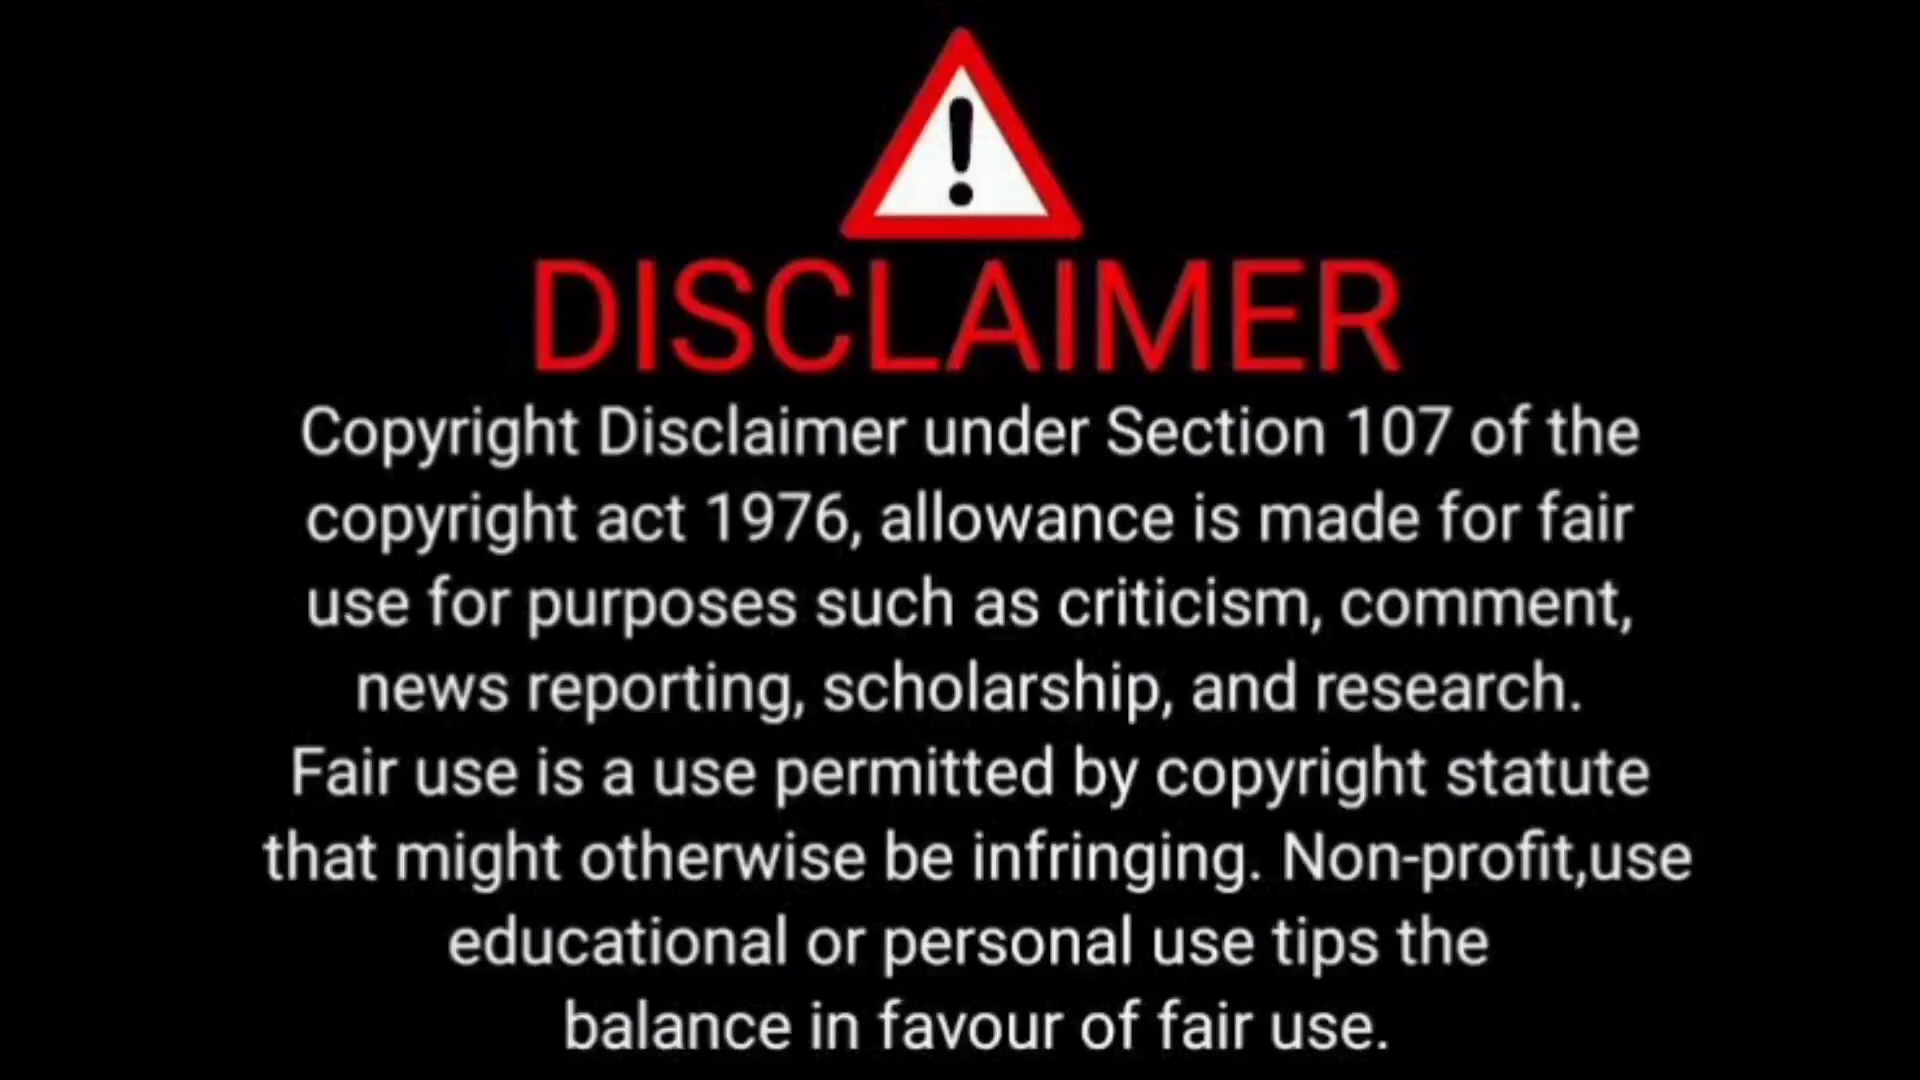 DISCLAIMER
Copyright Disclaimer under Section 107 of the
copyright act 1976, allowance is made for fair
use for purposes such as criticism, comment,
news reporting, scholarship, and research.
Fair use is a use permitted by copyright statute
that might otherwise be infringing. Non-profit,use
educational or personal use tips the
balance in favour of fair use.